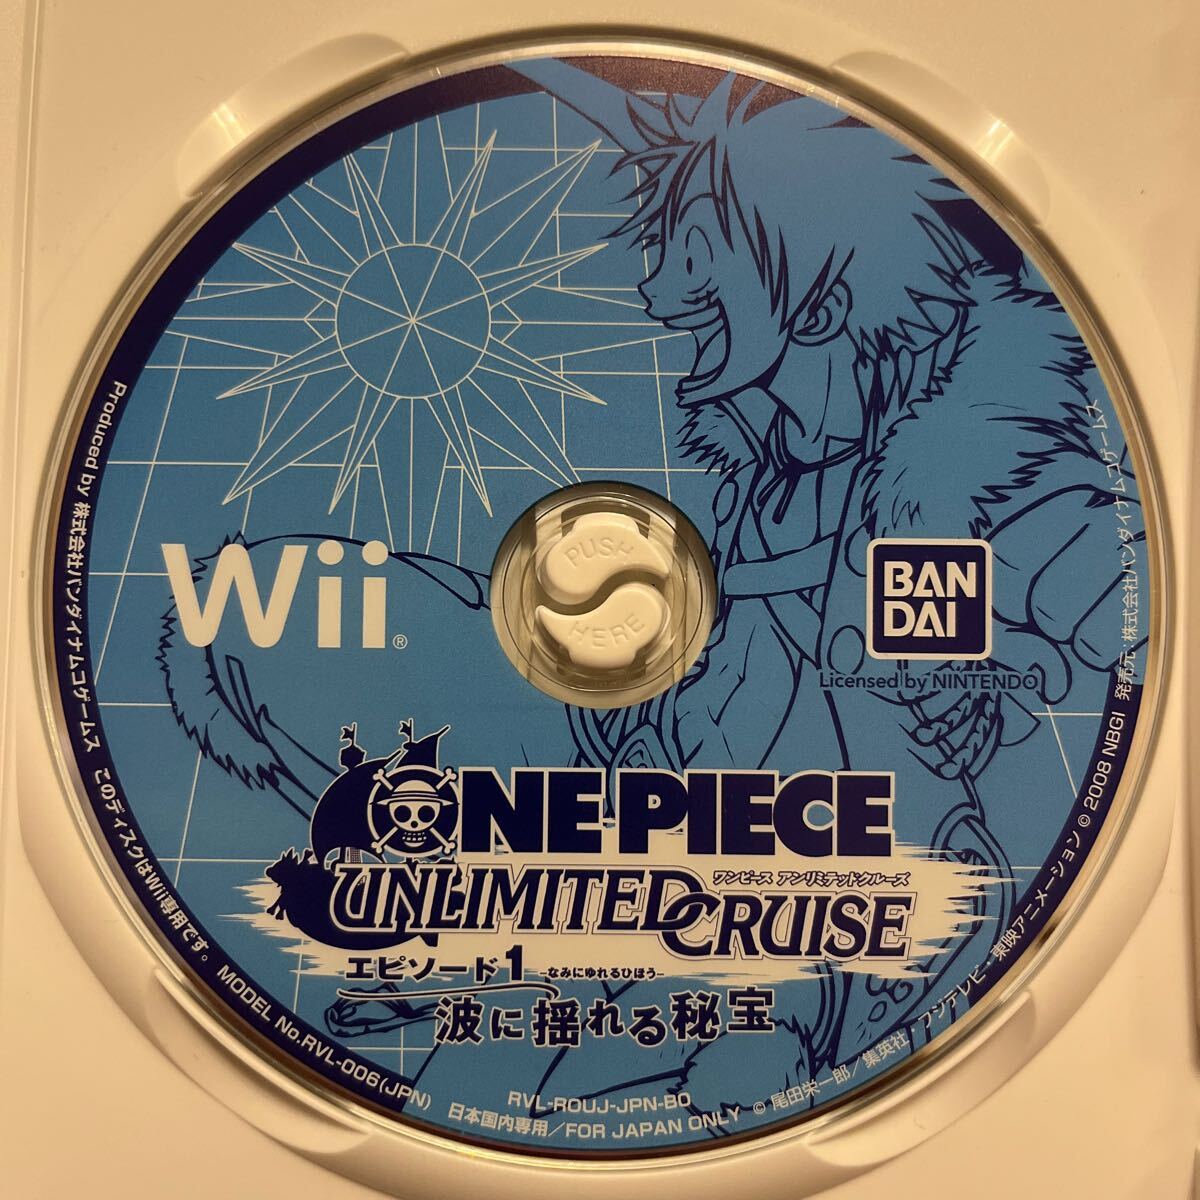 Wii®
PUSH
HERE
BAN
DAI
Licensed by NINTENDO
ONE PIECE
UNLIMITED CRUISE
ワンピース アンリミテッドクルーズ
エピソード1
–なみにゆれるひほう–
波に揺れる秘宝
Produced by 株式会社バンダイナムコゲームス このディスクはWii専用です。 MODEL No.RVL-006(JPN)
RVL-ROUJ-JPN-B0
日本国内専用／FOR JAPAN ONLY
© 尾田栄一郎／集英社・フジテレビ・東映アニメーション © 2008 NBGI 発売元:株式会社バンダイナムコゲームス